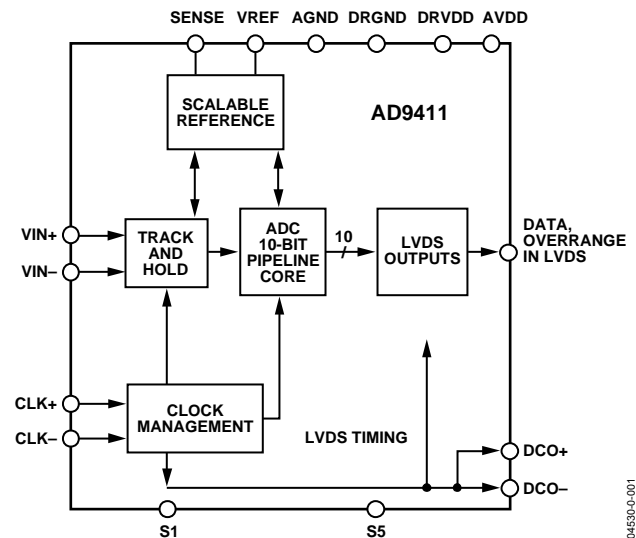 SENSE VREF AGND DRGND DRVDD AVDD
SCALABLE
REFERENCE
AD9411
VIN+
VIN–
TRACK
AND
HOLD
ADC
10-BIT
PIPELINE
CORE
10
LVDS
OUTPUTS
DATA,
OVERRANGE
IN LVDS
CLK+
CLK–
CLOCK
MANAGEMENT
LVDS TIMING
DCO+
DCO–
S1 S5
04530-0-001